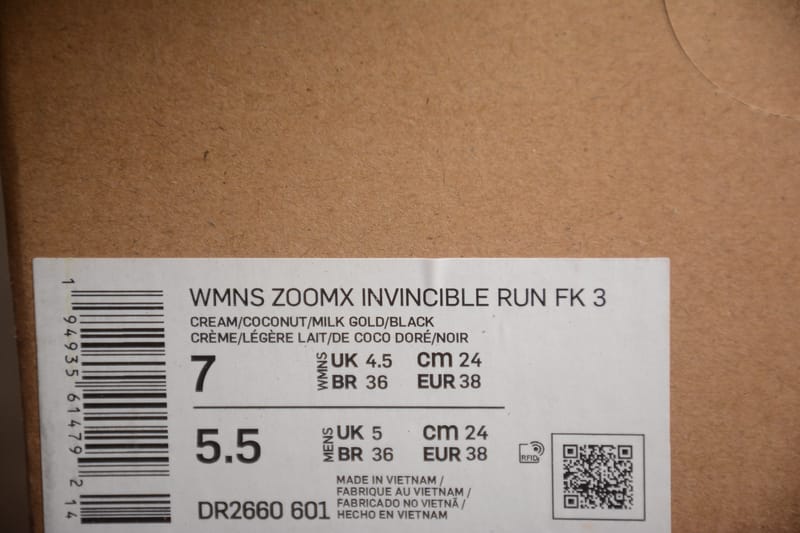 WMNS ZOOMX INVINCIBLE RUN FK 3
CREAM/COCONUT/MILK GOLD/BLACK
CRÈME/LÉGÈRE LAIT/DE COCO DORÉ/NOIR
7 WMNS UK 4.5 cm 24
BR 36 EUR 38
5.5 MENS UK 5 cm 24
BR 36 EUR 38
RFID
MADE IN VIETNAM /
FABRIQUE AU VIETNAM /
FABRICADO NO VIETNÃ /
HECHO EN VIETNAM
DR2660 601
1 94935 61479 2 14